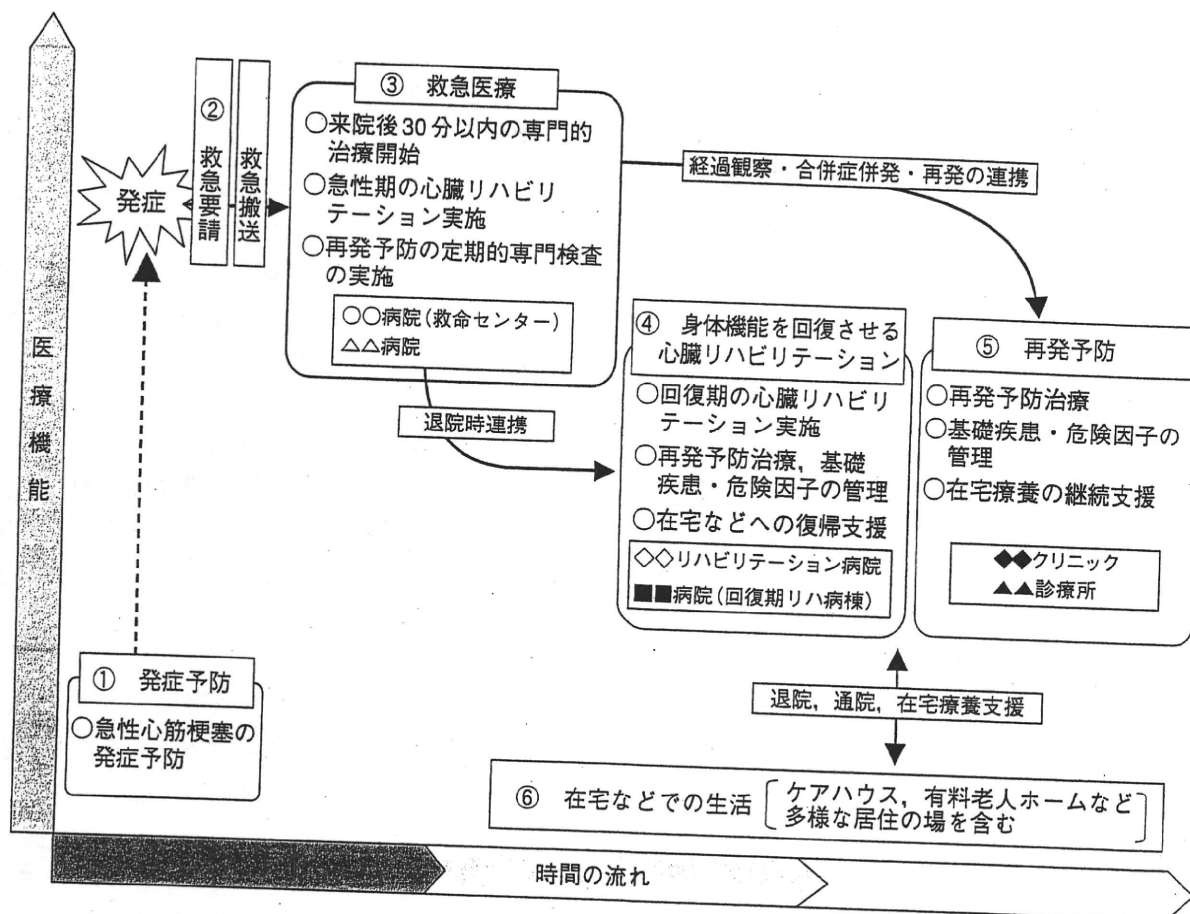 ② 救急要請
救急搬送
発症
③ 救急医療
○来院後30分以内の専門的
治療開始
○急性期の心臓リハビリ
テーション実施
○再発予防の定期的専門検査
の実施
○○病院(救命センター)
△△病院
経過観察・合併症併発・再発の連携
退院時連携
④ 身体機能を回復させる
心臓リハビリテーション
○回復期の心臓リハビリ
テーション実施
○再発予防治療，基礎
疾患・危険因子の管理
○在宅などへの復帰支援
◇◇リハビリテーション病院
■■病院(回復期リハ病棟)
⑤ 再発予防
○再発予防治療
○基礎疾患・危険因子の
管理
○在宅療養の継続支援
◆◆クリニック
▲▲診療所
医療機能
① 発症予防
○急性心筋梗塞の
発症予防
退院，通院，在宅療養支援
⑥ 在宅などでの生活
ケアハウス，有料老人ホームなど
多様な居住の場を含む
時間の流れ